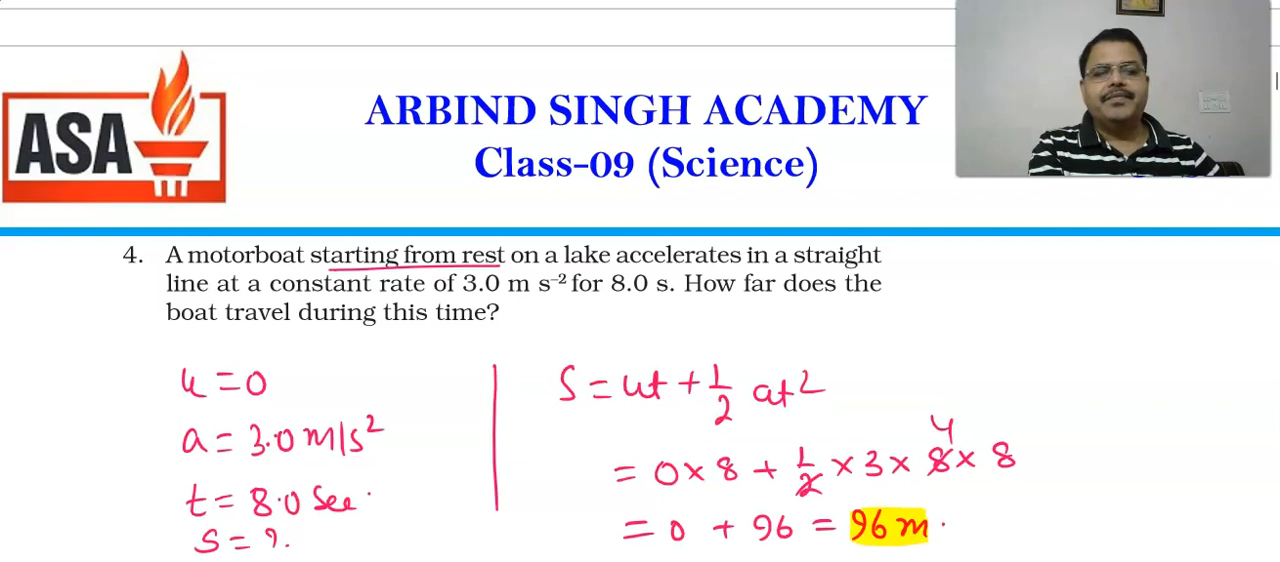 ASA
ARBIND SINGH ACADEMY
Class-09 (Science)
4. A motorboat starting from rest on a lake accelerates in a straight
line at a constant rate of 3.0 m s⁻² for 8.0 s. How far does the
boat travel during this time?
u = 0
a = 3.0 m/s²
t = 8.0 Sec.
S = ?.
S = ut + 1/2 at²
= 0 × 8 + 1/2 × 3 × 8 × 8
4
= 0 + 96 = 96 m.